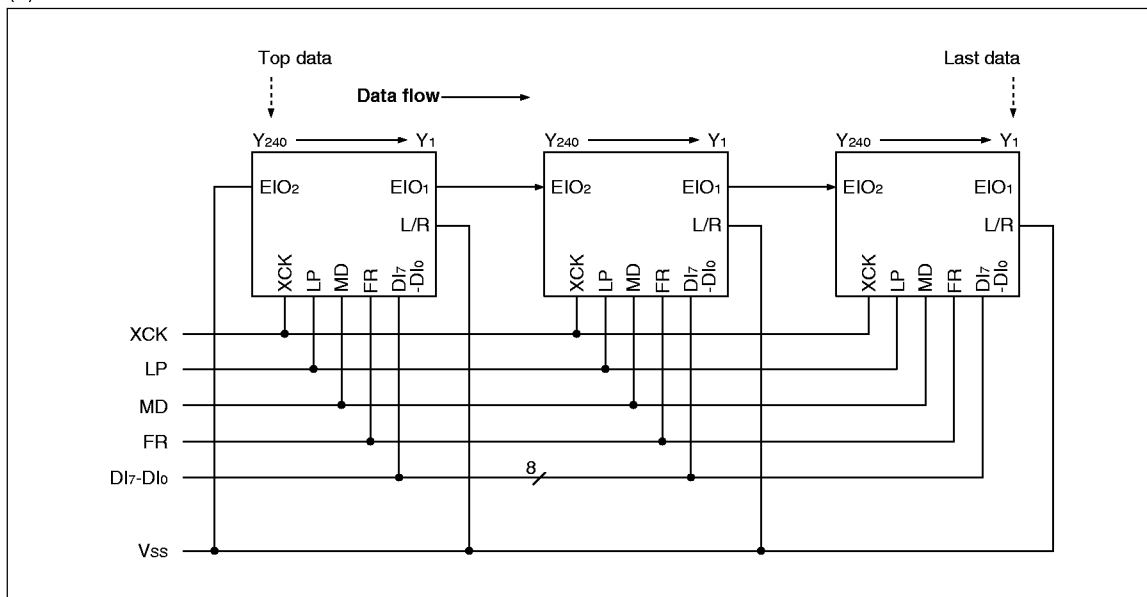 Top data
Last data
Data flow
Y240 Y1 Y240 Y1 Y240 Y1
EIO2 EIO1 EIO2 EIO1 EIO2 EIO1
L/R L/R L/R
XCK LP MD FR DI7 -DI0 XCK LP MD FR DI7 -DI0 XCK LP MD FR DI7 -DI0
XCK
LP
MD
FR
8
DI7-DI0
VSS